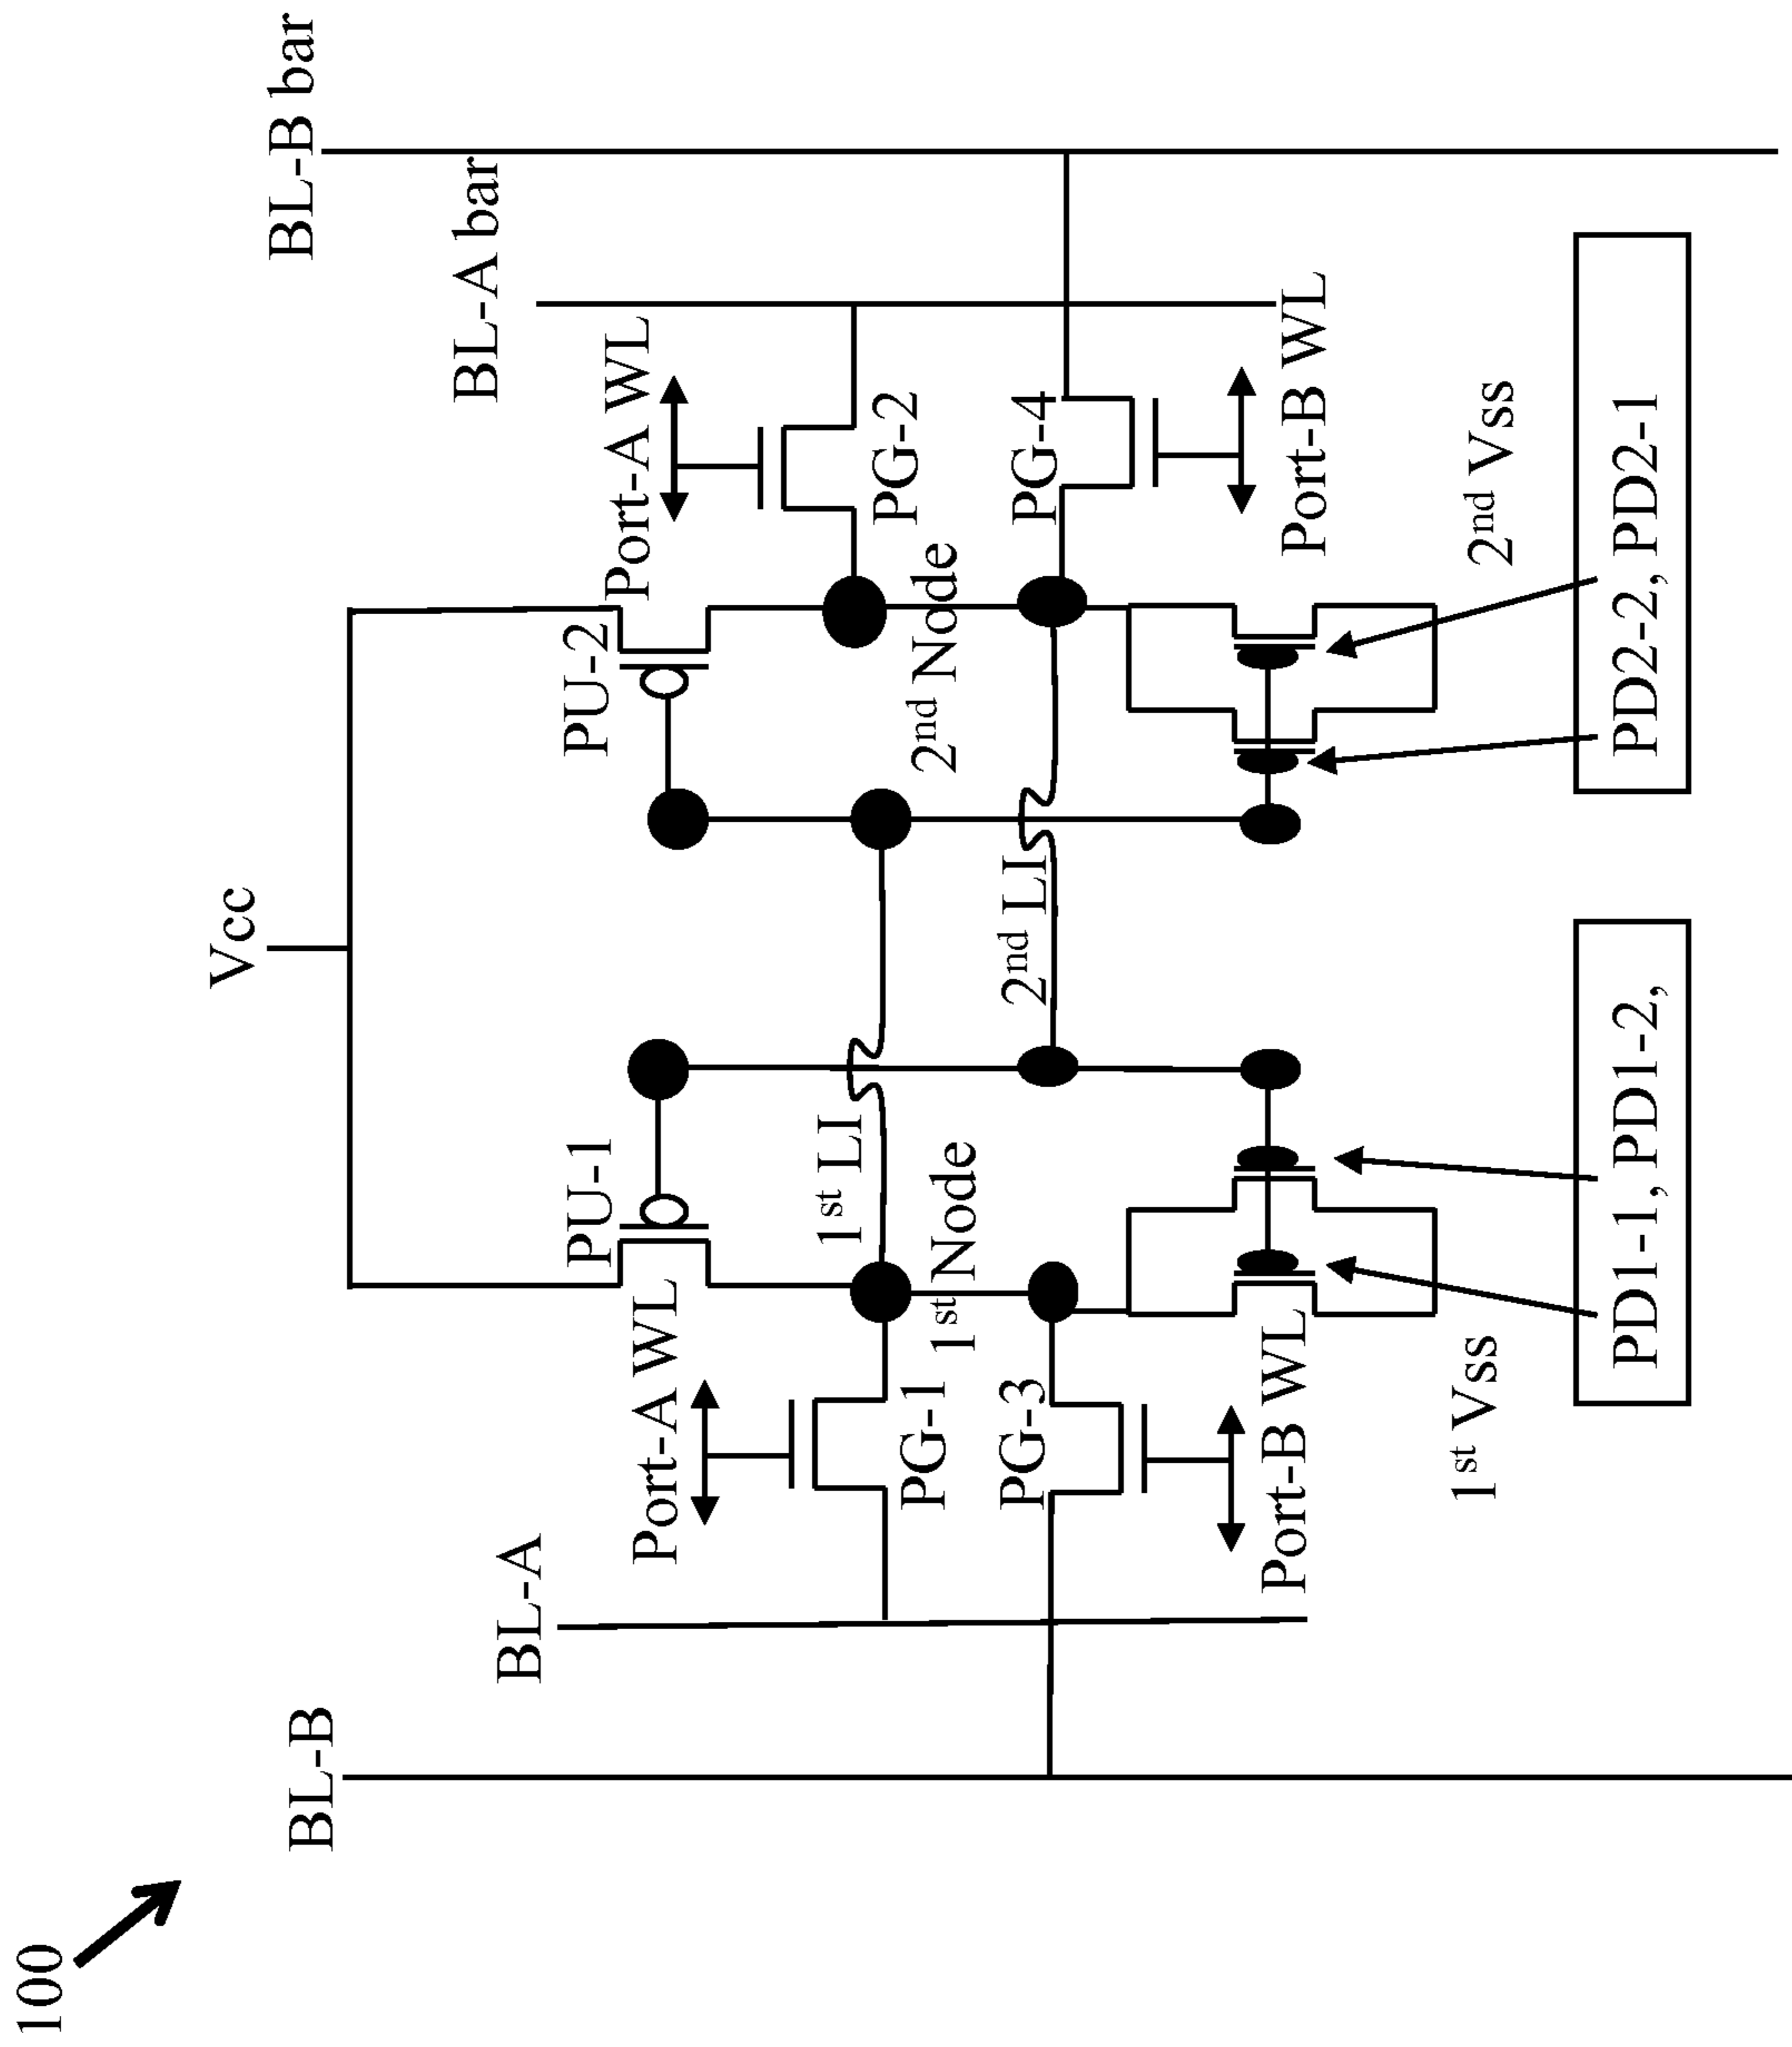 100
Vcc
BL-B
BL-B bar
BL-A
BL-A bar
PU-1
PU-2
Port-A WL
Port-A WL
1st LI
PG-1
1st Node
2nd Node
PG-2
PG-3
2nd LI
PG-4
Port-B WL
Port-B WL
1st Vss
2nd Vss
PD1-1, PD1-2,
PD2-2, PD2-1